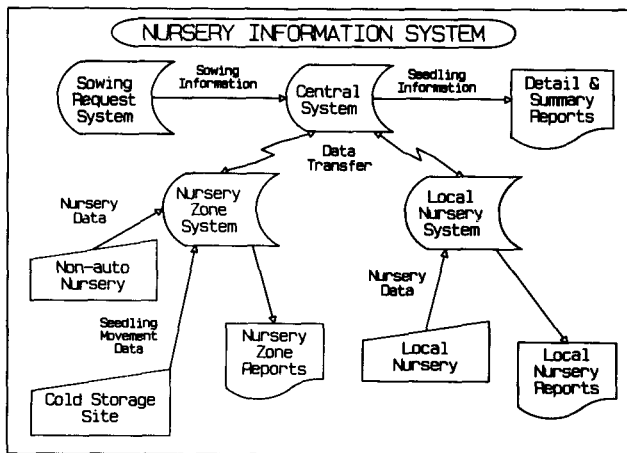 NURSERY INFORMATION SYSTEM
Sowing
Request
System
Sowing
Information
Central
System
Seedling
Information
Detail &
Summary
Reports
Data
Transfer
Nursery
Zone
System
Local
Nursery
System
Nursery
Data
Non-auto
Nursery
Nursery
Data
Seedling
Movement
Data
Nursery
Zone
Reports
Local
Nursery
Local
Nursery
Reports
Cold Storage
Site